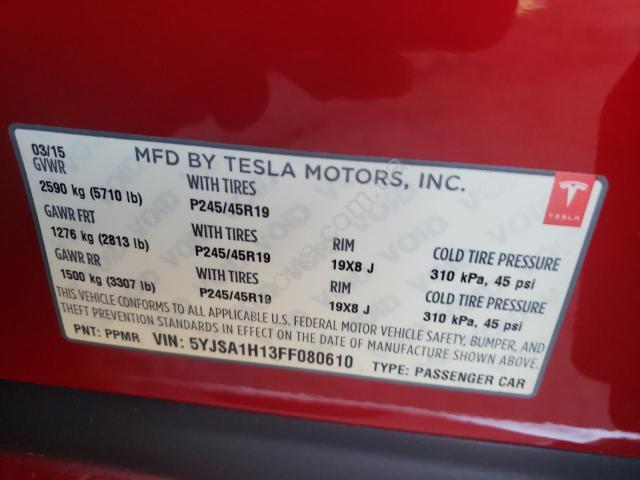 03/15 MFD BY TESLA MOTORS, INC.
GVWR WITH TIRES
2590 kg (5710 lb) P245/45R19
GAWR FRT WITH TIRES RIM COLD TIRE PRESSURE
1276 kg (2813 lb) P245/45R19 19X8 J 310 kPa, 45 psi
GAWR RR WITH TIRES RIM COLD TIRE PRESSURE
1500 kg (3307 lb) P245/45R19 19X8 J 310 kPa, 45 psi
THIS VEHICLE CONFORMS TO ALL APPLICABLE U.S. FEDERAL MOTOR VEHICLE SAFETY, BUMPER, AND
THEFT PREVENTION STANDARDS IN EFFECT ON THE DATE OF MANUFACTURE SHOWN ABOVE.
PNT: PPMR VIN: 5YJSA1H13FF080610 TYPE: PASSENGER CAR
TESLA
VOID